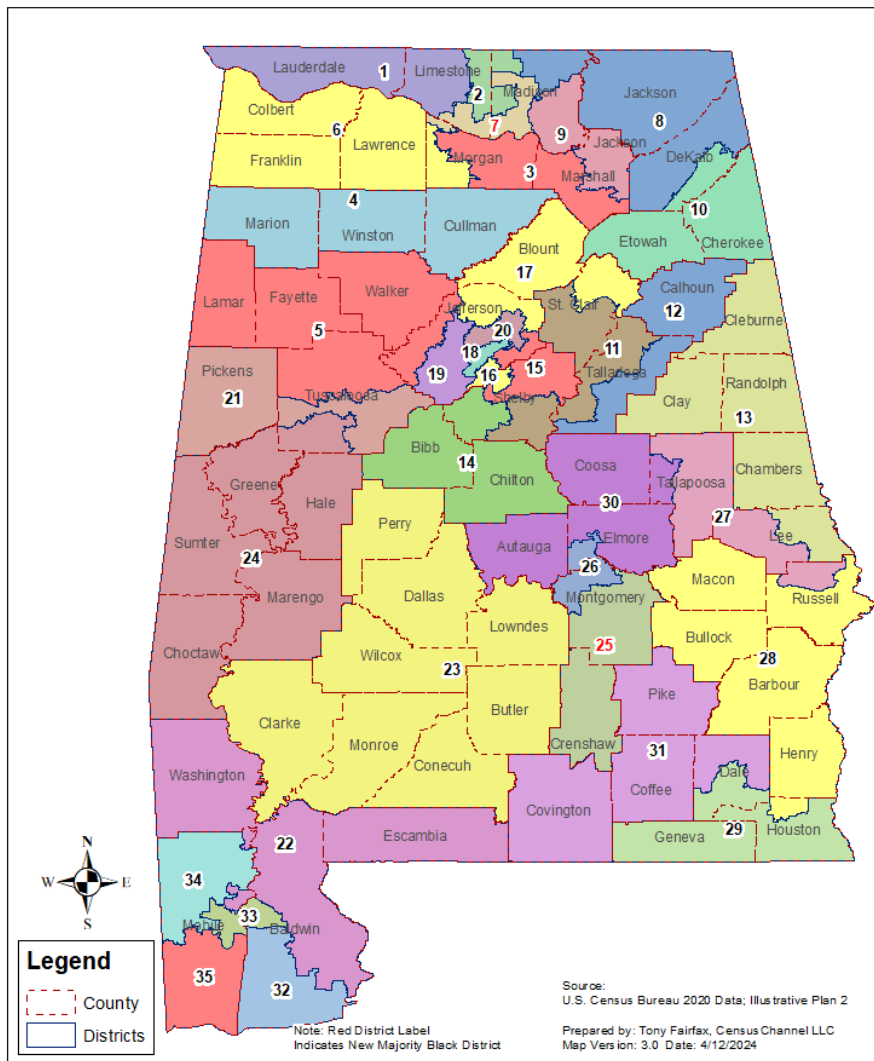 Lauderdale
1
Limestone
2
Madison
Jackson
8
Colbert
6
Lawrence
7
9
Jackson
Franklin
Morgan
3
Marshall
DeKalb
4
10
Marion
Winston
Cullman
Etowah
Cherokee
Blount
17
Lamar
Fayette
Walker
Jefferson
St. Clair
Calhoun
12
Cleburne
5
20
18
11
Pickens
19
16
15
Talladega
21
Tuscaloosa
Shelby
Clay
Randolph
13
Bibb
14
Chilton
Coosa
Tallapoosa
Chambers
Greene
Hale
30
27
Perry
Sumter
Autauga
Elmore
Lee
24
26
Macon
Marengo
Dallas
Montgomery
Russell
Lowndes
25
Bullock
28
Choctaw
Wilcox
23
Barbour
Clarke
Butler
Pike
Monroe
Crenshaw
31
Henry
Washington
Conecuh
Coffee
Dale
Covington
22
Escambia
Geneva
29
Houston
N
W
E
S
34
33
Mobile
Baldwin
35
32
Legend
County
Districts
Note: Red District Label
Indicates New Majority Black District
Source:
U.S. Census Bureau 2020 Data; Illustrative Plan 2
Prepared by: Tony Fairfax, Census Channel LLC
Map Version: 3.0 Date: 4/12/2024